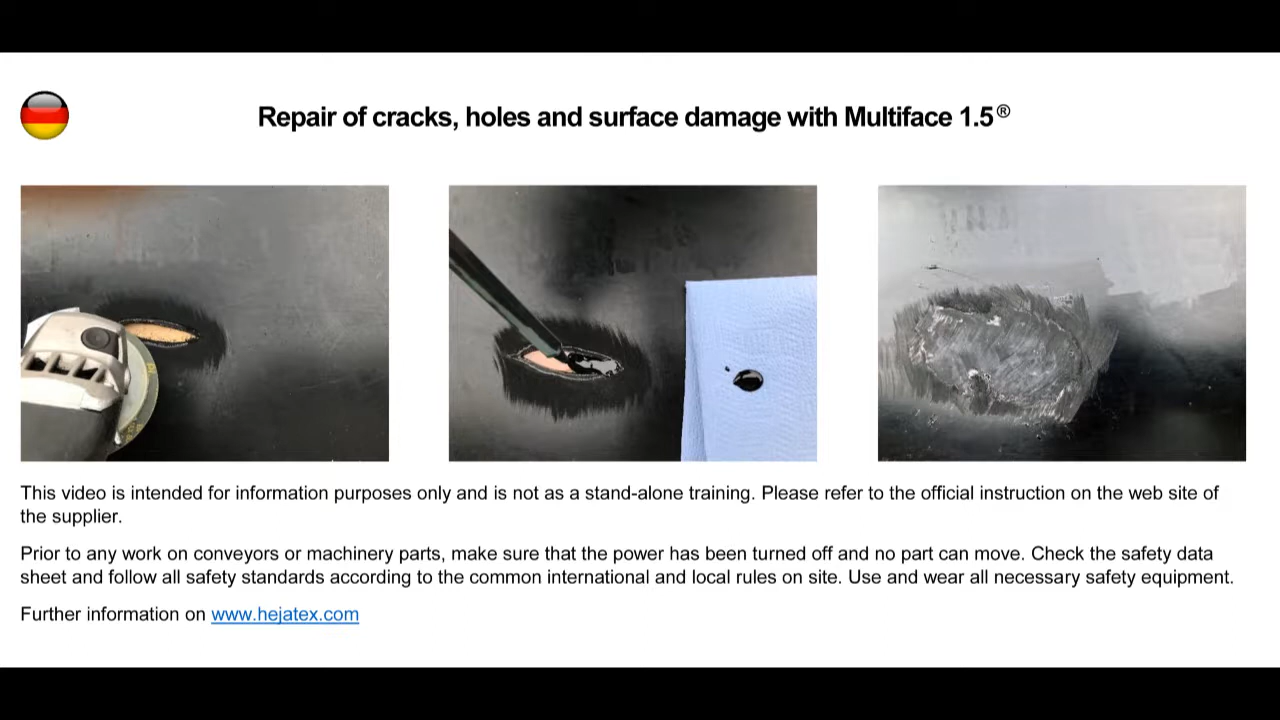 Repair of cracks, holes and surface damage with Multiface 1.5®
This video is intended for information purposes only and is not as a stand-alone training. Please refer to the official instruction on the web site of
the supplier.
Prior to any work on conveyors or machinery parts, make sure that the power has been turned off and no part can move. Check the safety data
sheet and follow all safety standards according to the common international and local rules on site. Use and wear all necessary safety equipment.
Further information on www.hejatex.com